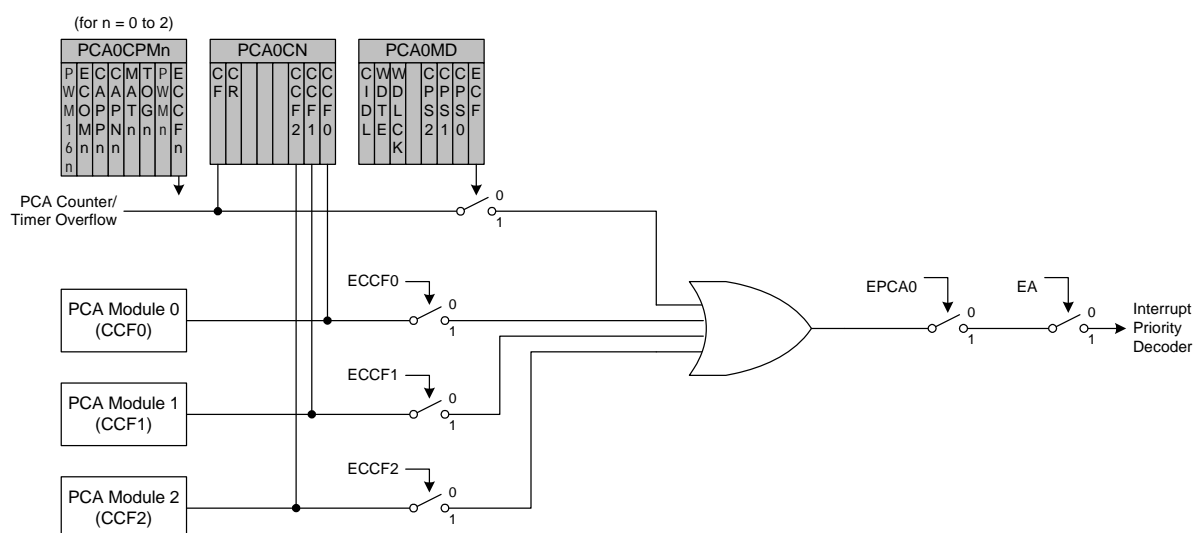 (for n = 0 to 2)
PCA0CPMn
PWM16n
ECOMn
CAPPn
CAPNn
MATn
TOGn
PWMn
ECCFn
PCA0CN
CF
CR
CCF2
CCF1
CCF0
PCA0MD
CIDL
WDTE
WDLCK
CPS2
CPS1
CPS0
ECF
PCA Counter/
Timer Overflow
0
1
PCA Module 0
(CCF0)
ECCF0
0
1
PCA Module 1
(CCF1)
ECCF1
0
1
PCA Module 2
(CCF2)
ECCF2
0
1
EPCA0
0
1
EA
0
1
Interrupt
Priority
Decoder